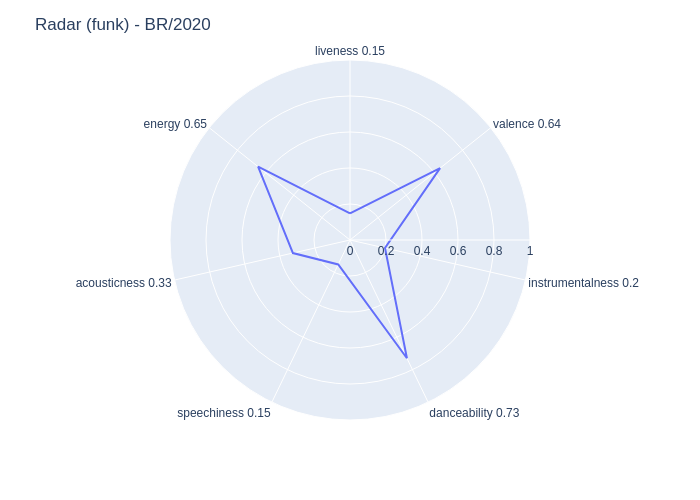 Radar (funk) - BR/2020
liveness 0.15
energy 0.65
valence 0.64
0 0.2 0.4 0.6 0.8 1
acousticness 0.33
instrumentalness 0.2
speechiness 0.15
danceability 0.73